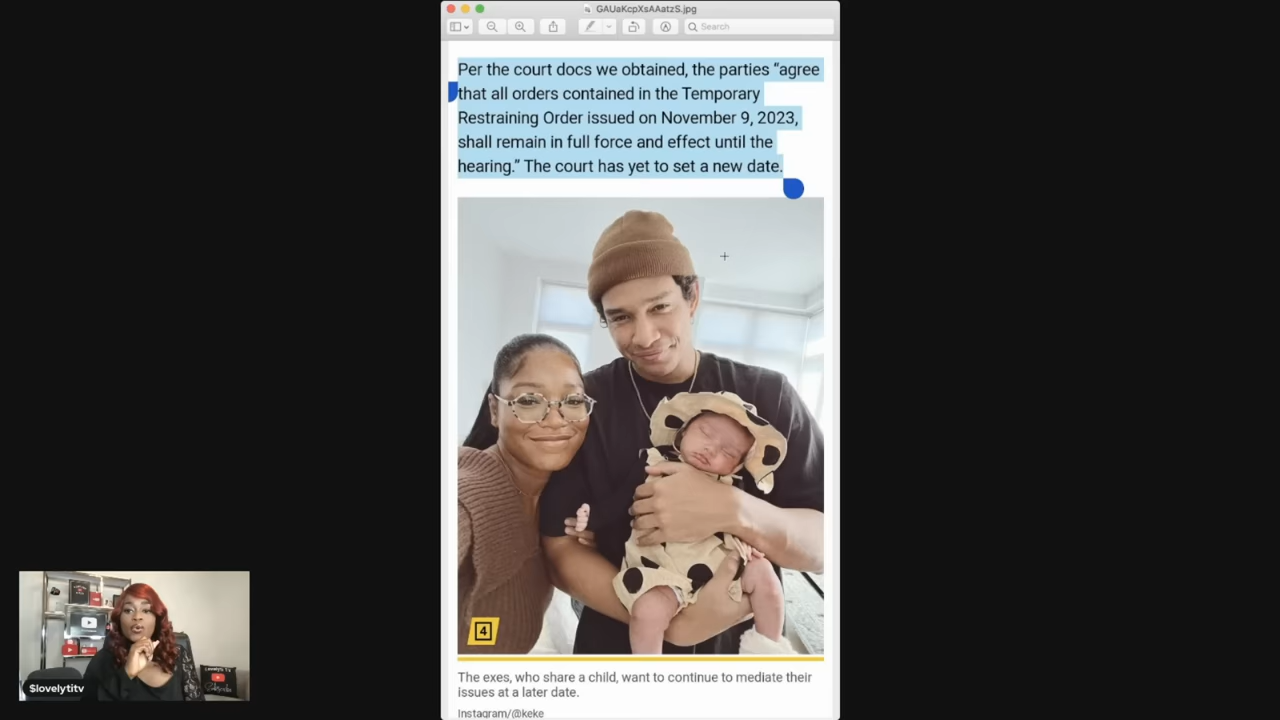 GAUaKcpXsAAatzS.jpg
Search
Per the court docs we obtained, the parties “agree
that all orders contained in the Temporary
Restraining Order issued on November 9, 2023,
shall remain in full force and effect until the
hearing.” The court has yet to set a new date.
4
The exes, who share a child, want to continue to mediate their
issues at a later date.
Instagram/@keke
$lovelytitv